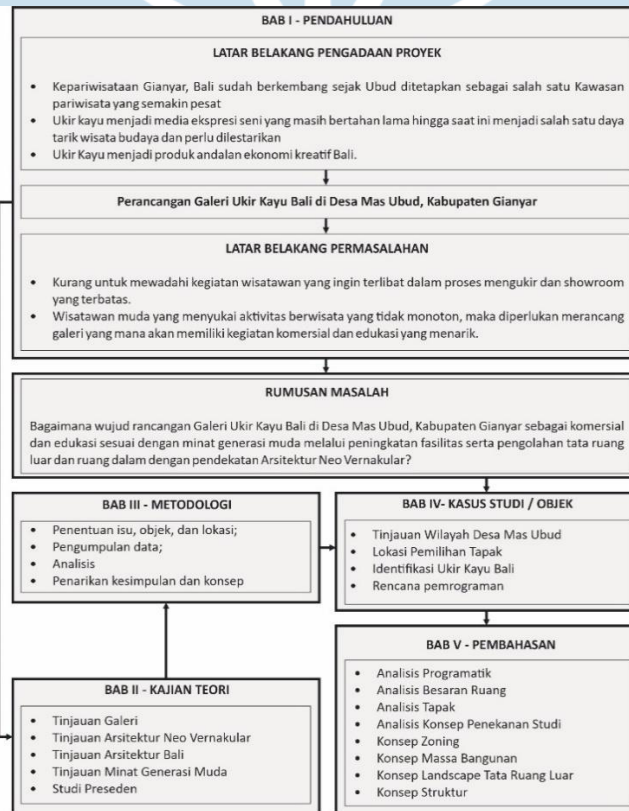 BAB I - PENDAHULUAN
LATAR BELAKANG PENGADAAN PROYEK
• Kepariwisataan Gianyar, Bali sudah berkembang sejak Ubud ditetapkan sebagai salah satu Kawasan
pariwisata yang semakin pesat
• Ukir kayu menjadi media ekspresi seni yang masih bertahan lama hingga saat ini menjadi salah satu daya
tarik wisata budaya dan perlu dilestarikan
• Ukir Kayu menjadi produk andalan ekonomi kreatif Bali.
Perancangan Galeri Ukir Kayu Bali di Desa Mas Ubud, Kabupaten Gianyar
LATAR BELAKANG PERMASALAHAN
• Kurang untuk mewadahi kegiatan wisatawan yang ingin terlibat dalam proses mengukir dan showroom
yang terbatas.
• Wisatawan muda yang menyukai aktivitas berwisata yang tidak monoton, maka diperlukan merancang
galeri yang mana akan memiliki kegiatan komersial dan edukasi yang menarik.
RUMUSAN MASALAH
Bagaimana wujud rancangan Galeri Ukir Kayu Bali di Desa Mas Ubud, Kabupaten Gianyar sebagai komersial
dan edukasi sesuai dengan minat generasi muda melalui peningkatan fasilitas serta pengolahan tata ruang
luar dan ruang dalam dengan pendekatan Arsitektur Neo Vernakular?
BAB III - METODOLOGI
• Penentuan isu, objek, dan lokasi;
• Pengumpulan data;
• Analisis
• Penarikan kesimpulan dan konsep
BAB IV- KASUS STUDI / OBJEK
• Tinjauan Wilayah Desa Mas Ubud
• Lokasi Pemilihan Tapak
• Identifikasi Ukir Kayu Bali
• Rencana pemrograman
BAB II - KAJIAN TEORI
• Tinjauan Galeri
• Tinjauan Arsitektur Neo Vernakular
• Tinjauan Arsitektur Bali
• Tinjauan Minat Generasi Muda
• Studi Preseden
BAB V - PEMBAHASAN
• Analisis Programatik
• Analisis Besaran Ruang
• Analisis Tapak
• Analisis Konsep Penekanan Studi
• Konsep Zoning
• Konsep Massa Bangunan
• Konsep Landscape Tata Ruang Luar
• Konsep Struktur